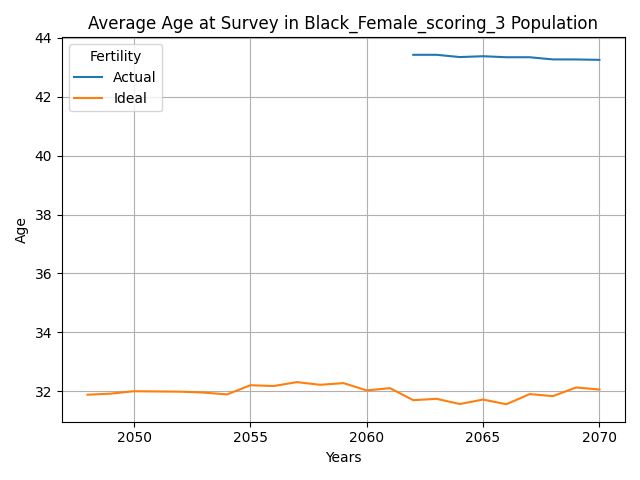 Average Age at Survey in Black_Female_scoring_3 Population
Fertility
Actual
Ideal
44
42
40
38
36
34
32
Age
2050 2055 2060 2065 2070
Years